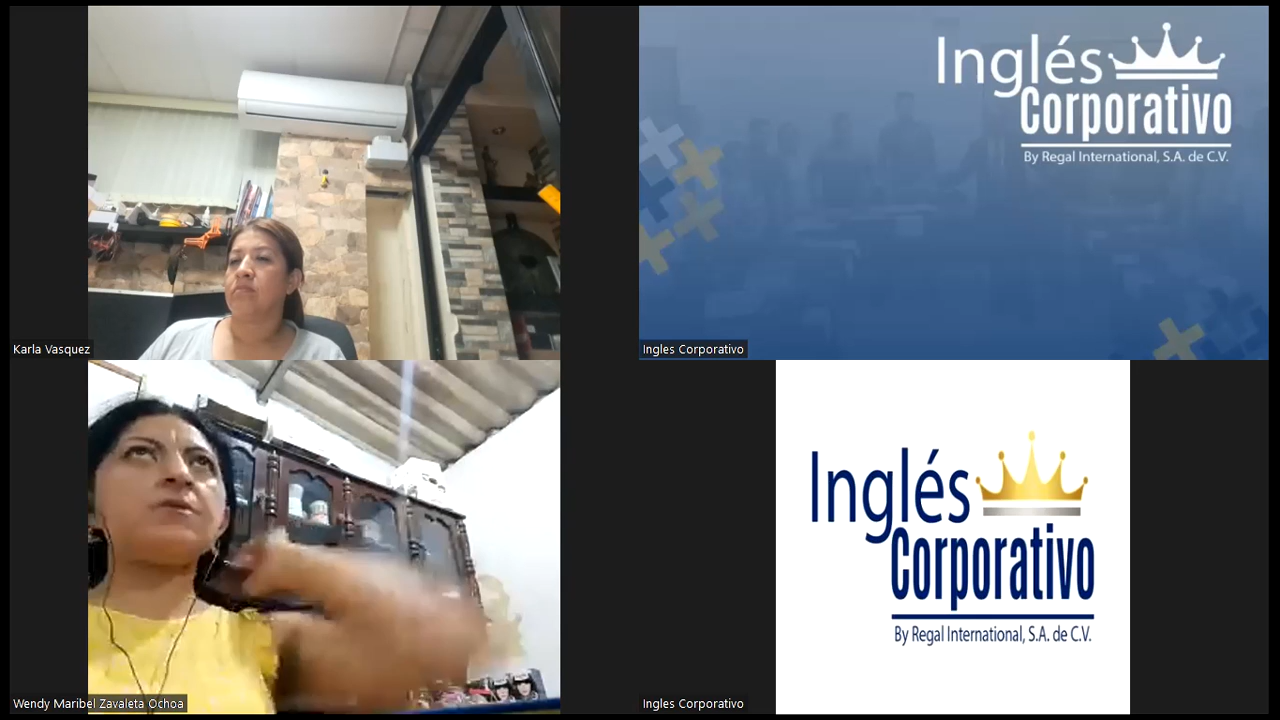 Inglés
Corporativo
By Regal International, S.A. de C.V.
Karla Vasquez
Ingles Corporativo
Inglés
Corporativo
By Regal International, S.A. de C.V.
Wendy Maribel Zavaleta Ochoa
Ingles Corporativo